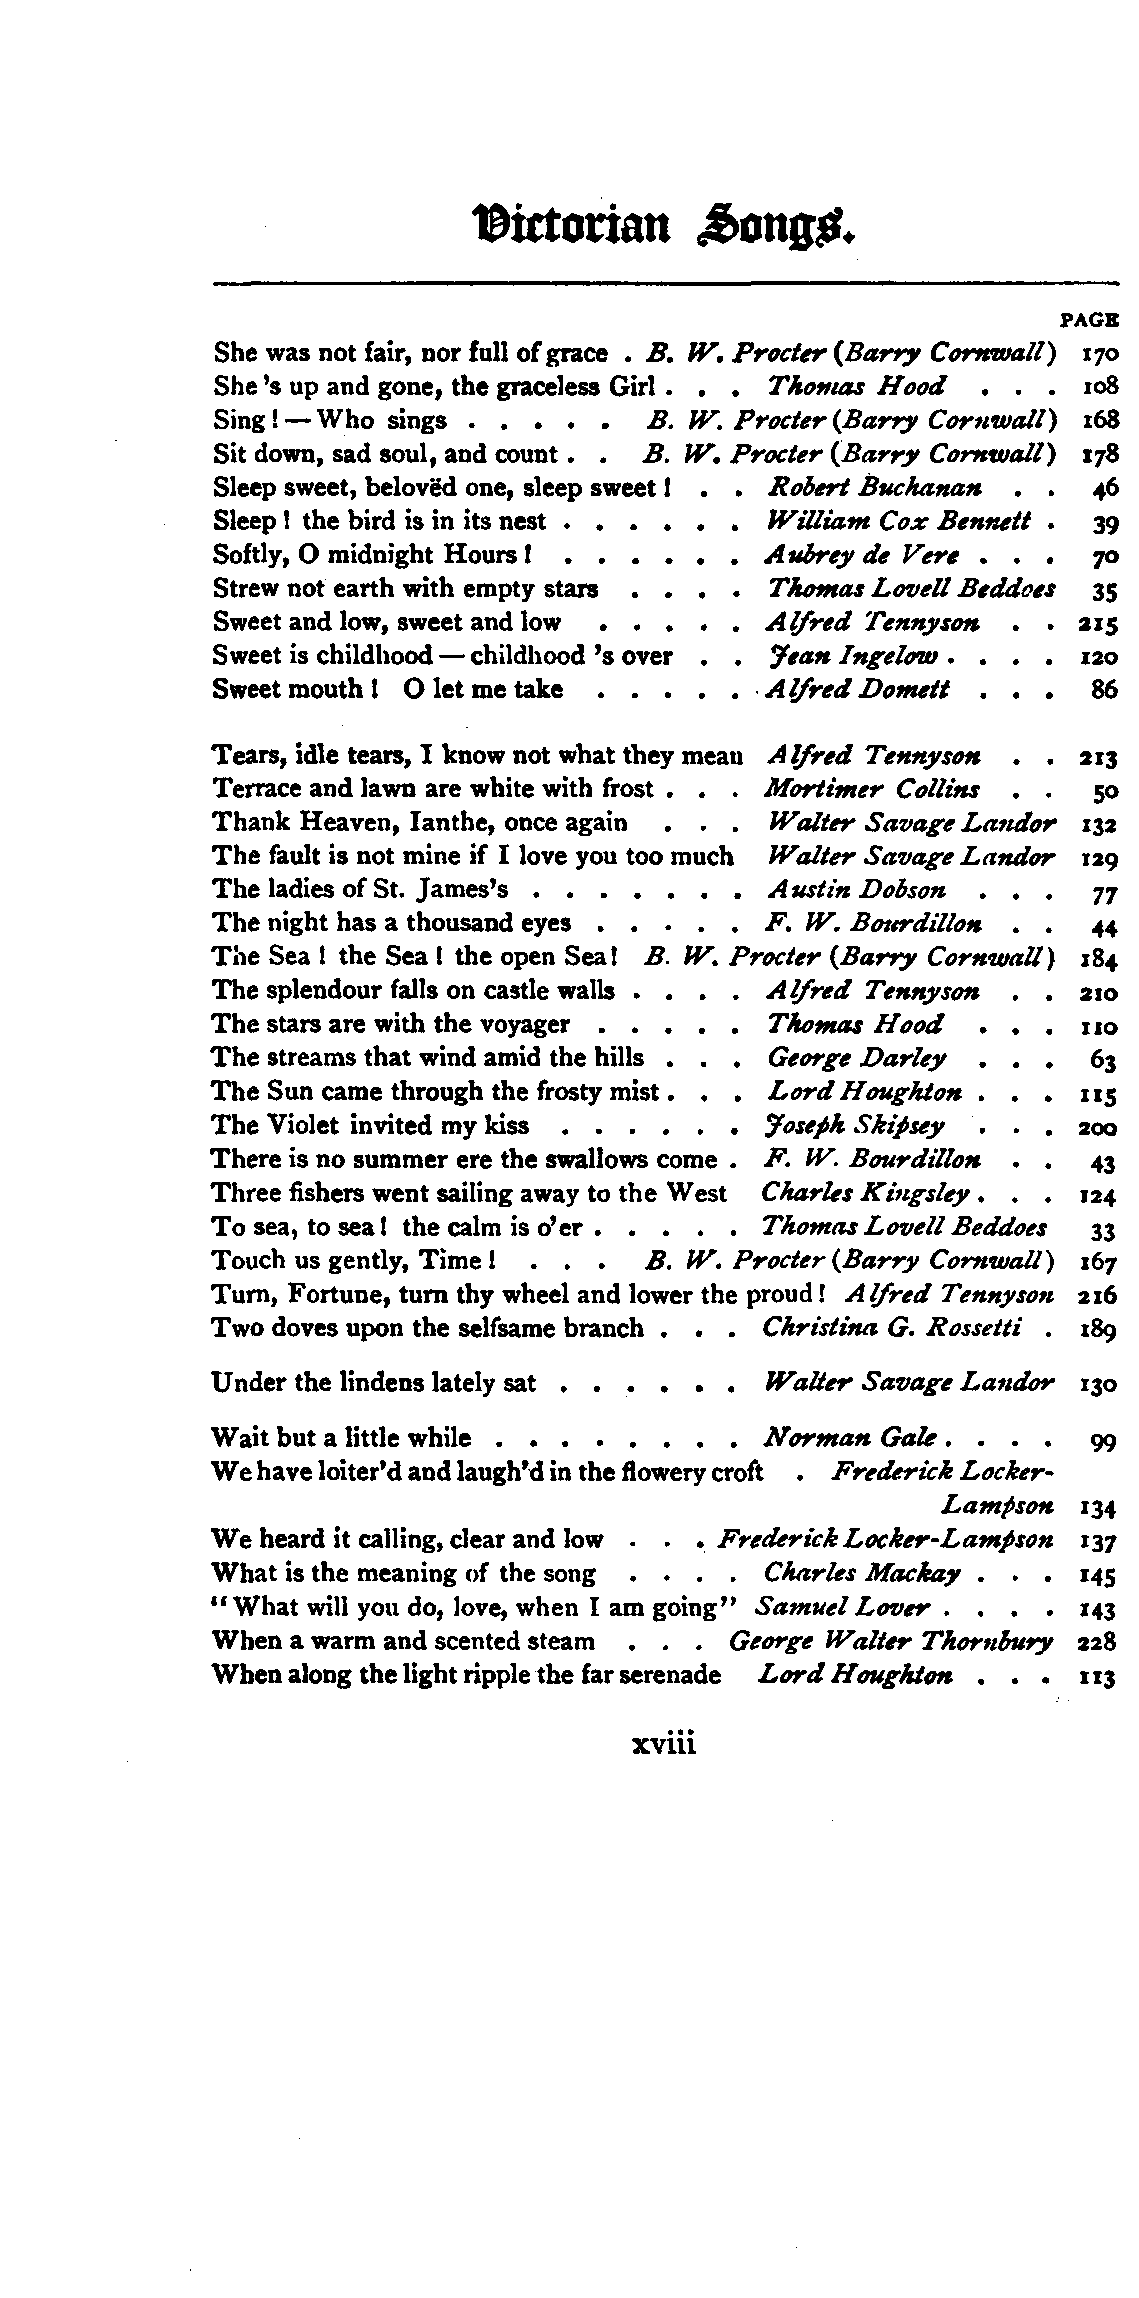 Victorian Songs.
PAGE
She was not fair, nor full of grace . B. W. Procter (Barry Cornwall) 170
She 's up and gone, the graceless Girl . . . Thomas Hood . . . 108
Sing! — Who sings . . . . . B. W. Procter (Barry Cornwall) 168
Sit down, sad soul, and count . . B. W. Procter (Barry Cornwall) 178
Sleep sweet, belovëd one, sleep sweet! . . Robert Buchanan . . 46
Sleep! the bird is in its nest . . . . . . William Cox Bennett . 39
Softly, O midnight Hours! . . . . . . Aubrey de Vere . . . 70
Strew not earth with empty stars . . . . Thomas Lovell Beddoes 35
Sweet and low, sweet and low . . . . . Alfred Tennyson . . 215
Sweet is childhood — childhood 's over . . Jean Ingelow . . . . 120
Sweet mouth! O let me take . . . . . Alfred Domett . . . 86
Tears, idle tears, I know not what they mean Alfred Tennyson . . 213
Terrace and lawn are white with frost . . . Mortimer Collins . . 50
Thank Heaven, Ianthe, once again . . . Walter Savage Landor 132
The fault is not mine if I love you too much Walter Savage Landor 129
The ladies of St. James's . . . . . . . Austin Dobson . . . 77
The night has a thousand eyes . . . . . F. W. Bourdillon . . 44
The Sea! the Sea! the open Sea! B. W. Procter (Barry Cornwall) 184
The splendour falls on castle walls . . . . Alfred Tennyson . . 210
The stars are with the voyager . . . . . Thomas Hood . . . 110
The streams that wind amid the hills . . . George Darley . . . 63
The Sun came through the frosty mist . . . Lord Houghton . . . 115
The Violet invited my kiss . . . . . . Joseph Skipsey . . . 200
There is no summer ere the swallows come . F. W. Bourdillon . . 43
Three fishers went sailing away to the West Charles Kingsley . . . 124
To sea, to sea! the calm is o'er . . . . . Thomas Lovell Beddoes 33
Touch us gently, Time! . . . B. W. Procter (Barry Cornwall) 167
Turn, Fortune, turn thy wheel and lower the proud! Alfred Tennyson 216
Two doves upon the selfsame branch . . . Christina G. Rossetti . 189
Under the lindens lately sat . . . . . . Walter Savage Landor 130
Wait but a little while . . . . . . . . Norman Gale . . . . 99
We have loiter'd and laugh'd in the flowery croft . Frederick Locker-
Lampson 134
We heard it calling, clear and low . . . Frederick Locker-Lampson 137
What is the meaning of the song . . . . Charles Mackay . . . 145
"What will you do, love, when I am going" Samuel Lover . . . . 143
When a warm and scented steam . . . George Walter Thornbury 228
When along the light ripple the far serenade Lord Houghton . . . 113
xviii